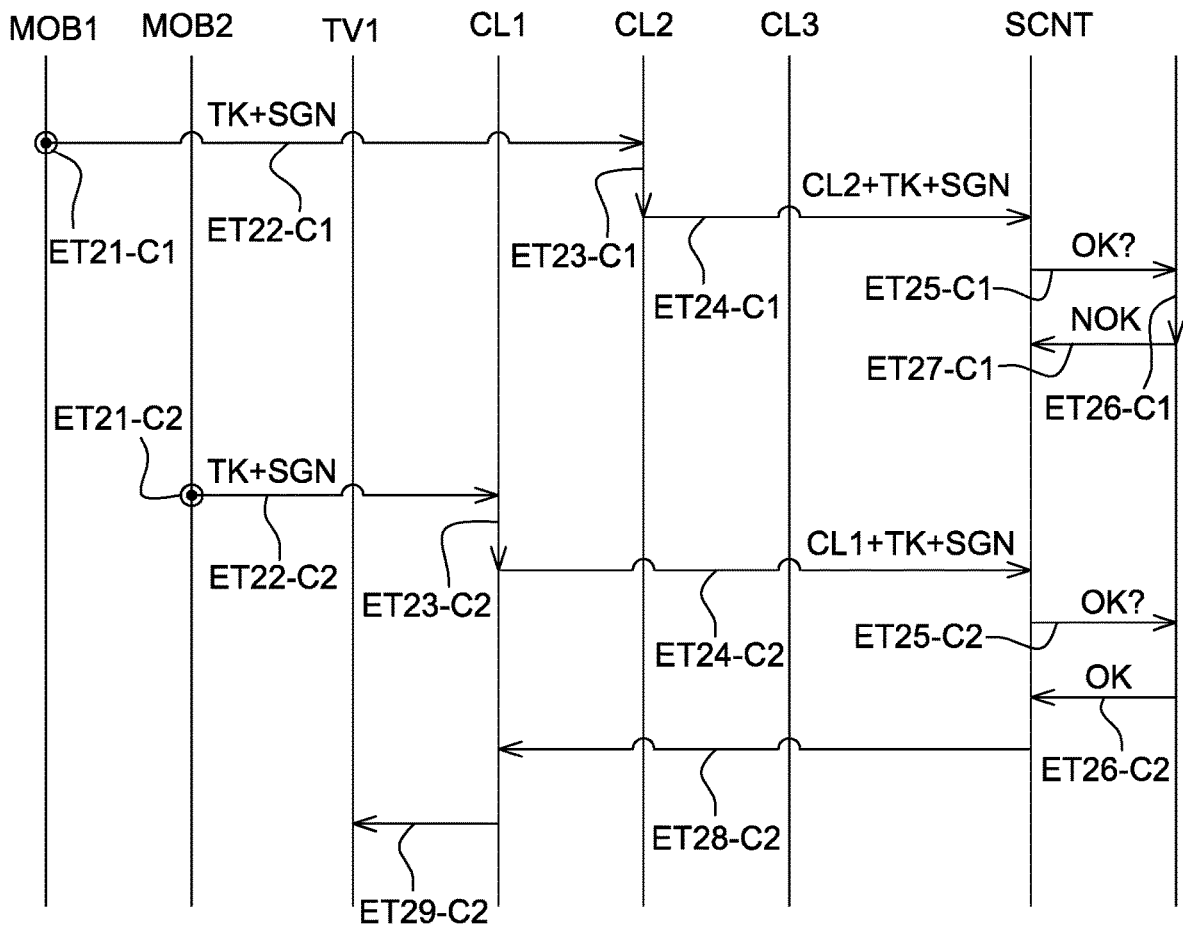 MOB1 MOB2 TV1 CL1 CL2 CL3 SCNT
TK+SGN
CL2+TK+SGN
ET21-C1 ET22-C1 ET23-C1
OK?
ET24-C1 ET25-C1
NOK
ET27-C1
ET26-C1
ET21-C2
TK+SGN
CL1+TK+SGN
ET22-C2 ET23-C2
OK?
ET24-C2 ET25-C2
OK
ET26-C2
ET28-C2
ET29-C2